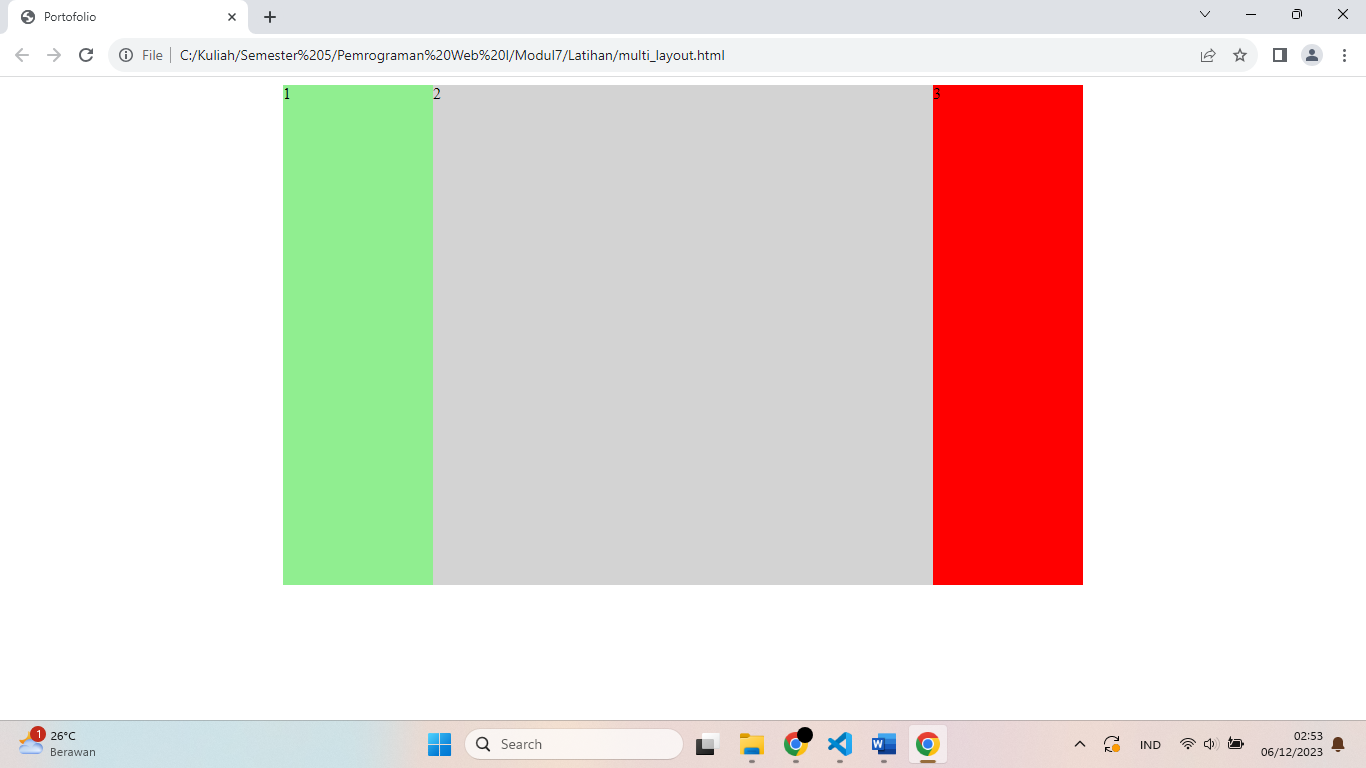 Portofolio
File
C:/Kuliah/Semester%205/Pemrograman%20Web%20I/Modul7/Latihan/multi_layout.html
1
2
3
1
26°C
Berawan
Search
W
IND
02:53
06/12/2023